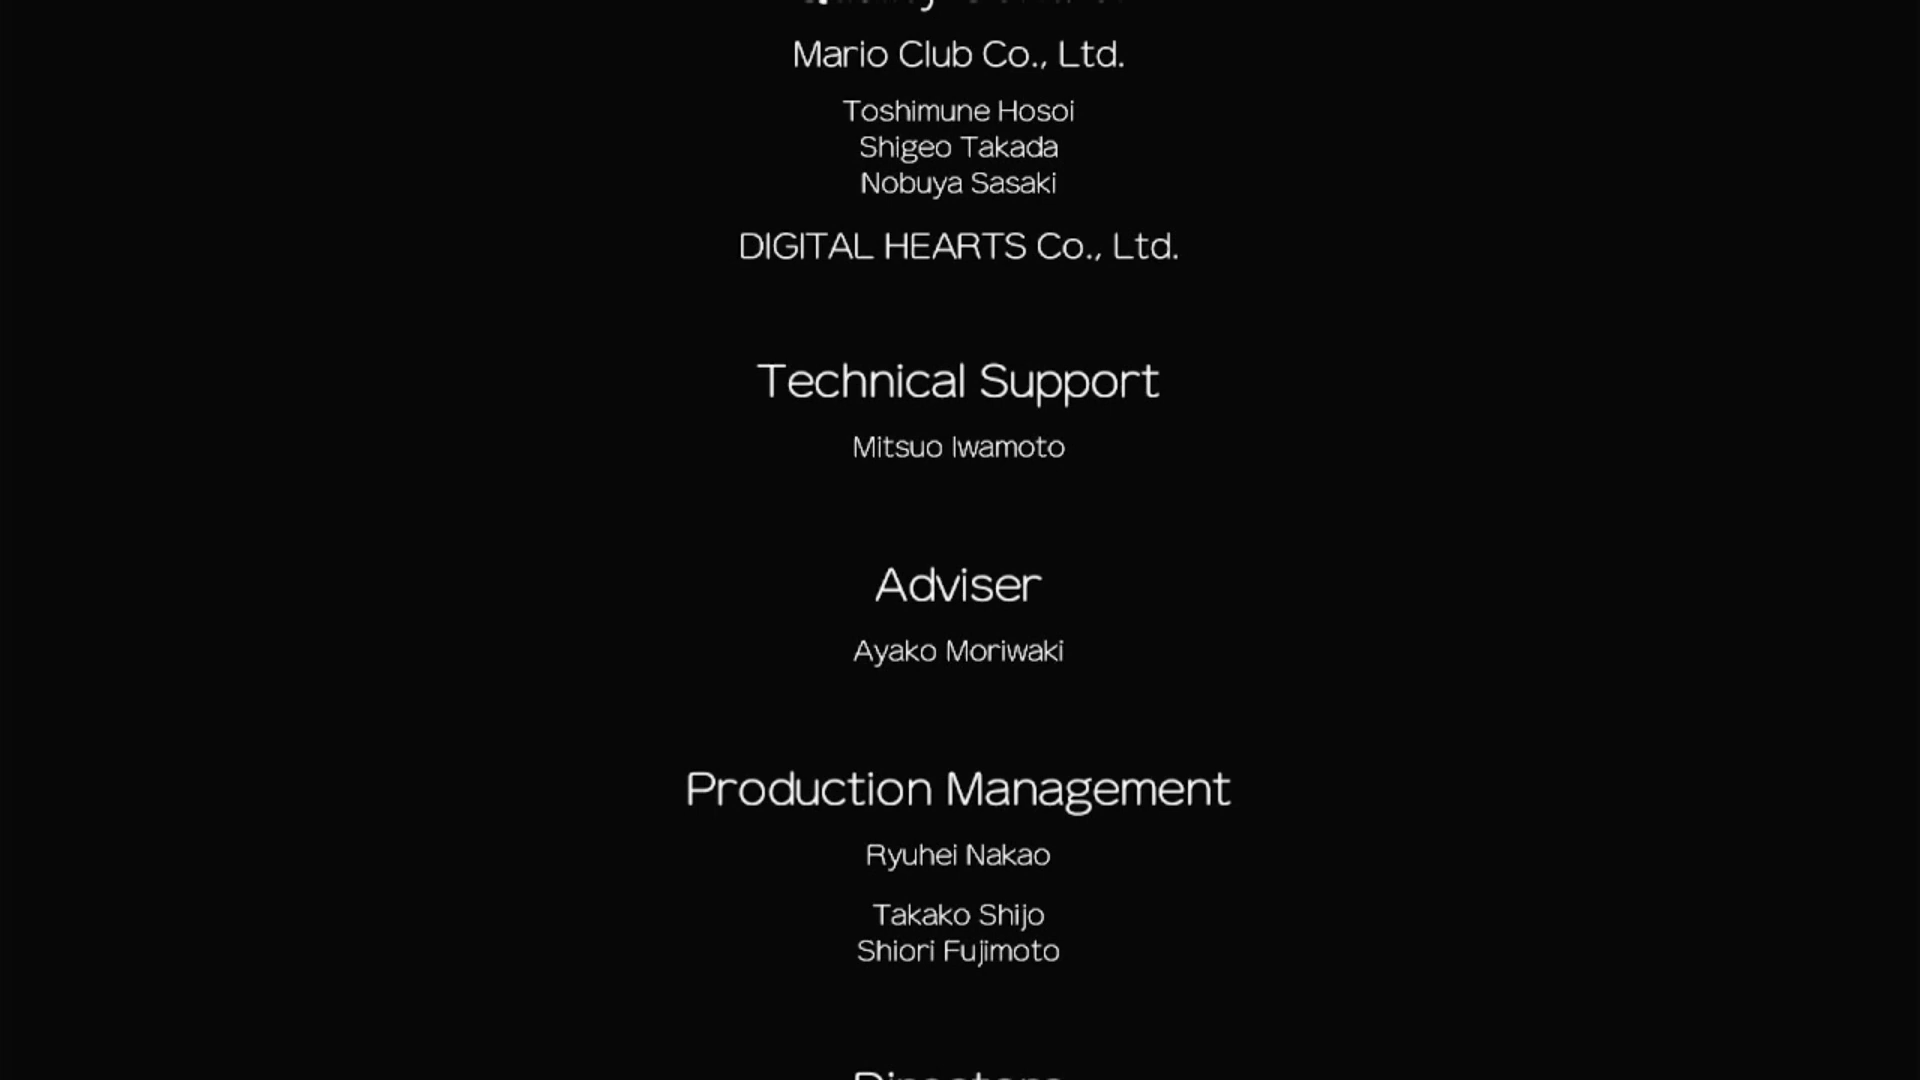 Mario Club Co., Ltd.
Toshimune Hosoi
Shigeo Takada
Nobuya Sasaki
DIGITAL HEARTS Co., Ltd.
Technical Support
Mitsuo Iwamoto
Adviser
Ayako Moriwaki
Production Management
Ryuhei Nakao
Takako Shijo
Shiori Fujimoto